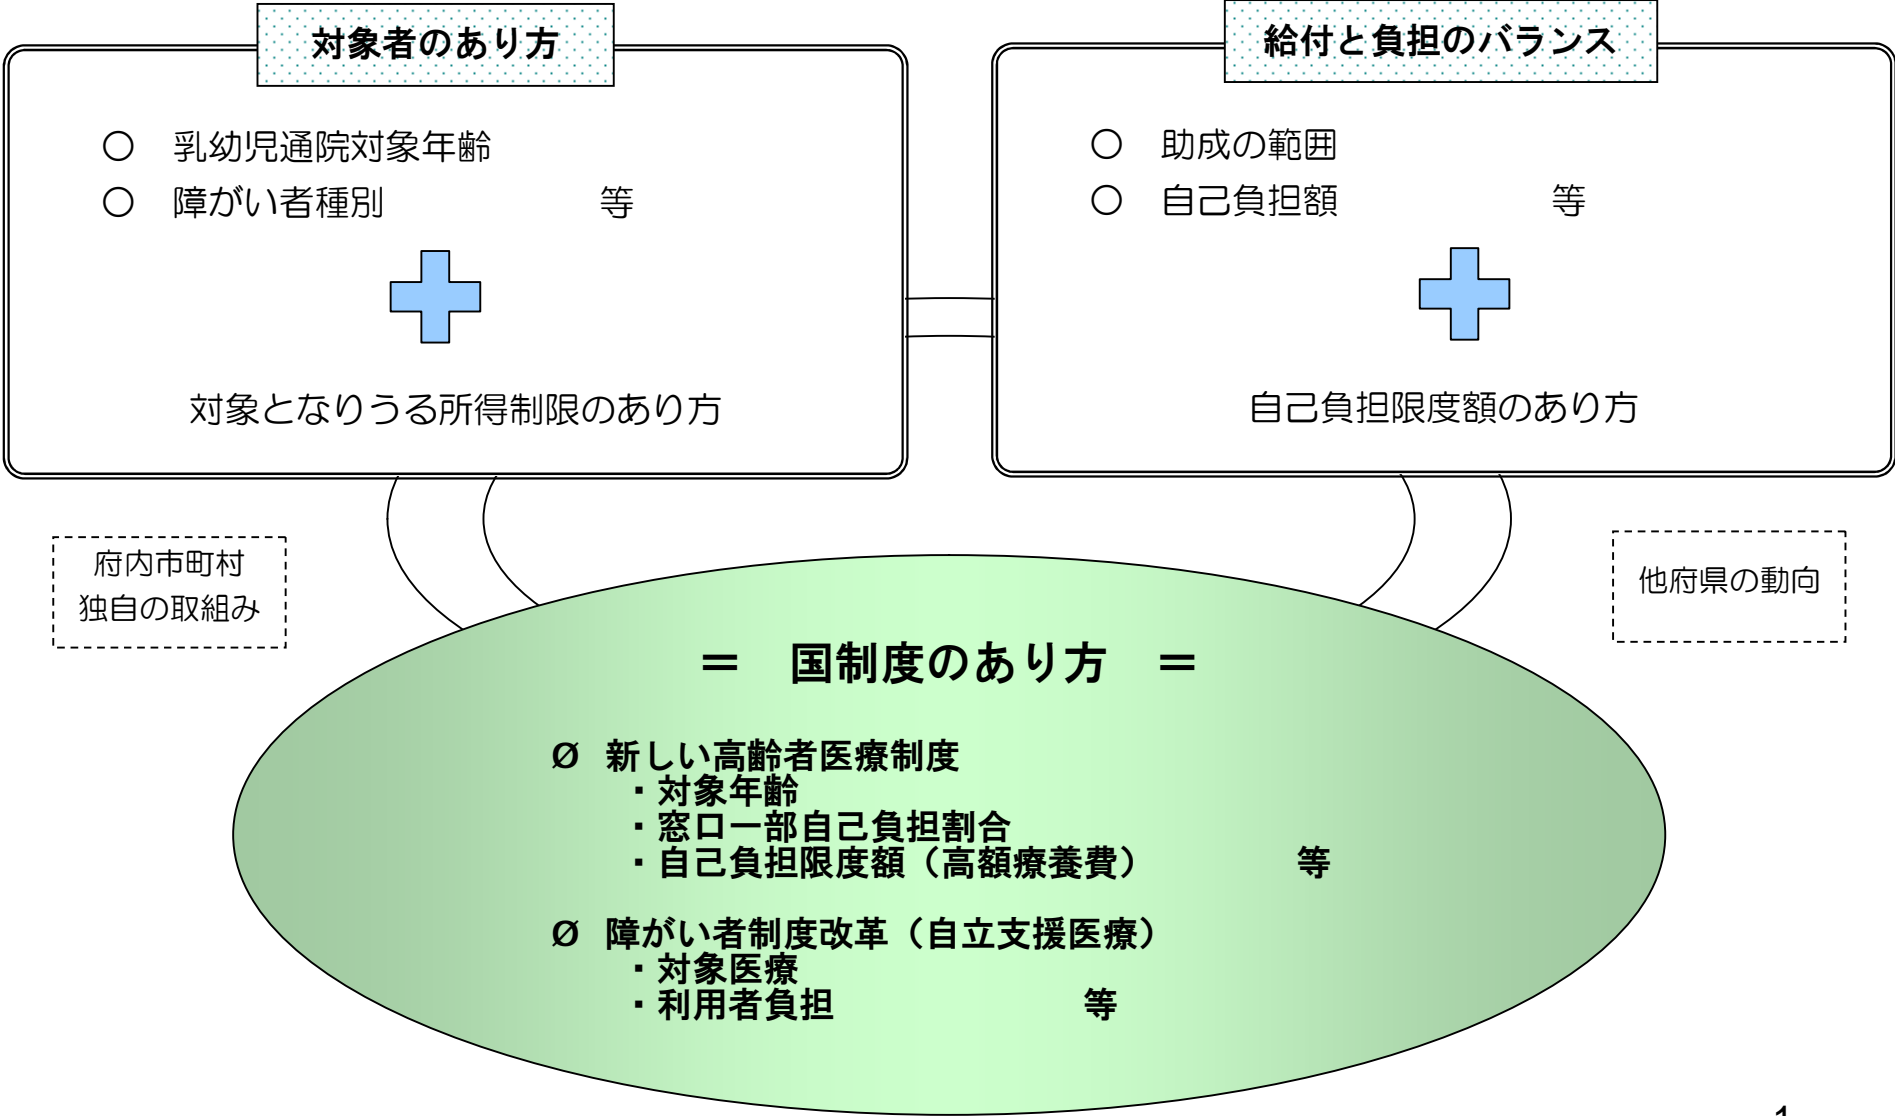 対象者のあり方
○ 乳幼児通院対象年齢
○ 障がい者種別 等
対象となりうる所得制限のあり方
給付と負担のバランス
○ 助成の範囲
○ 自己負担額 等
自己負担限度額のあり方
府内市町村
独自の取組み
他府県の動向
＝ 国制度のあり方 ＝
Ø 新しい高齢者医療制度
・対象年齢
・窓口一部自己負担割合
・自己負担限度額（高額療養費） 等
Ø 障がい者制度改革（自立支援医療）
・対象医療
・利用者負担 等
1